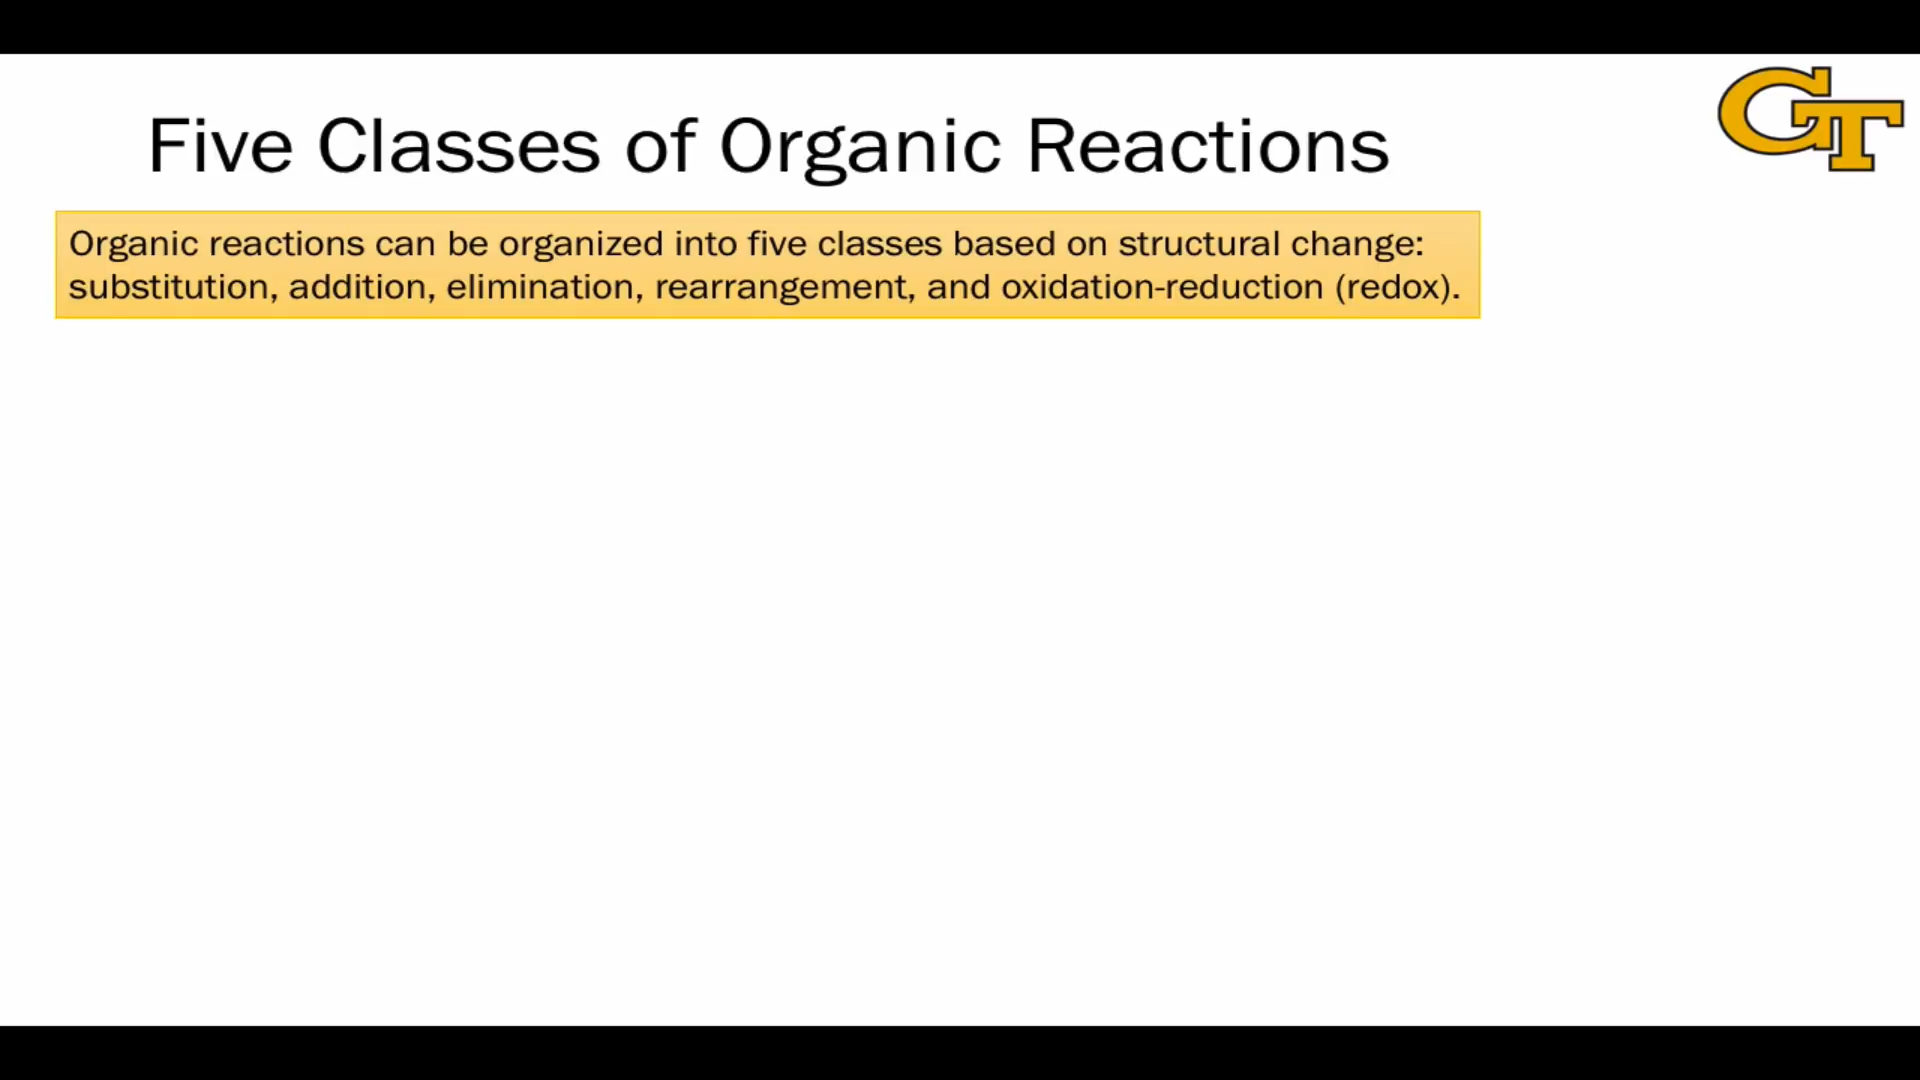 GT
Five Classes of Organic Reactions
Organic reactions can be organized into five classes based on structural change:
substitution, addition, elimination, rearrangement, and oxidation-reduction (redox).